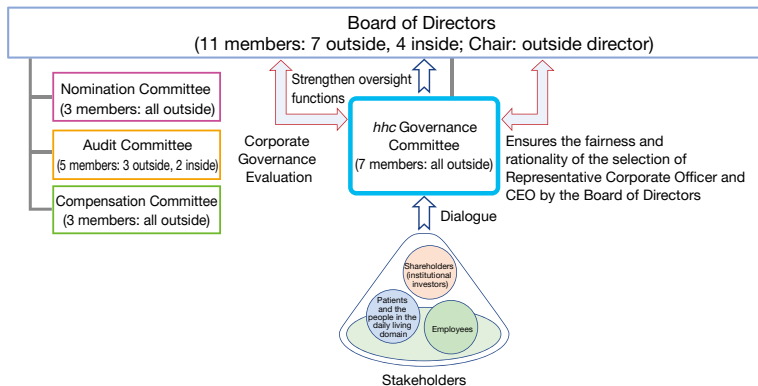 Board of Directors
(11 members: 7 outside, 4 inside; Chair: outside director)
Nomination Committee
(3 members: all outside)
Audit Committee
(5 members: 3 outside, 2 inside)
Compensation Committee
(3 members: all outside)
Strengthen oversight
functions
Corporate
Governance
Evaluation
hhc Governance
Committee
(7 members: all outside)
Ensures the fairness and
rationality of the selection of
Representative Corporate Officer and
CEO by the Board of Directors
Dialogue
Shareholders
(institutional
investors)
Patients
and the
people in the
daily living
domain
Employees
Stakeholders